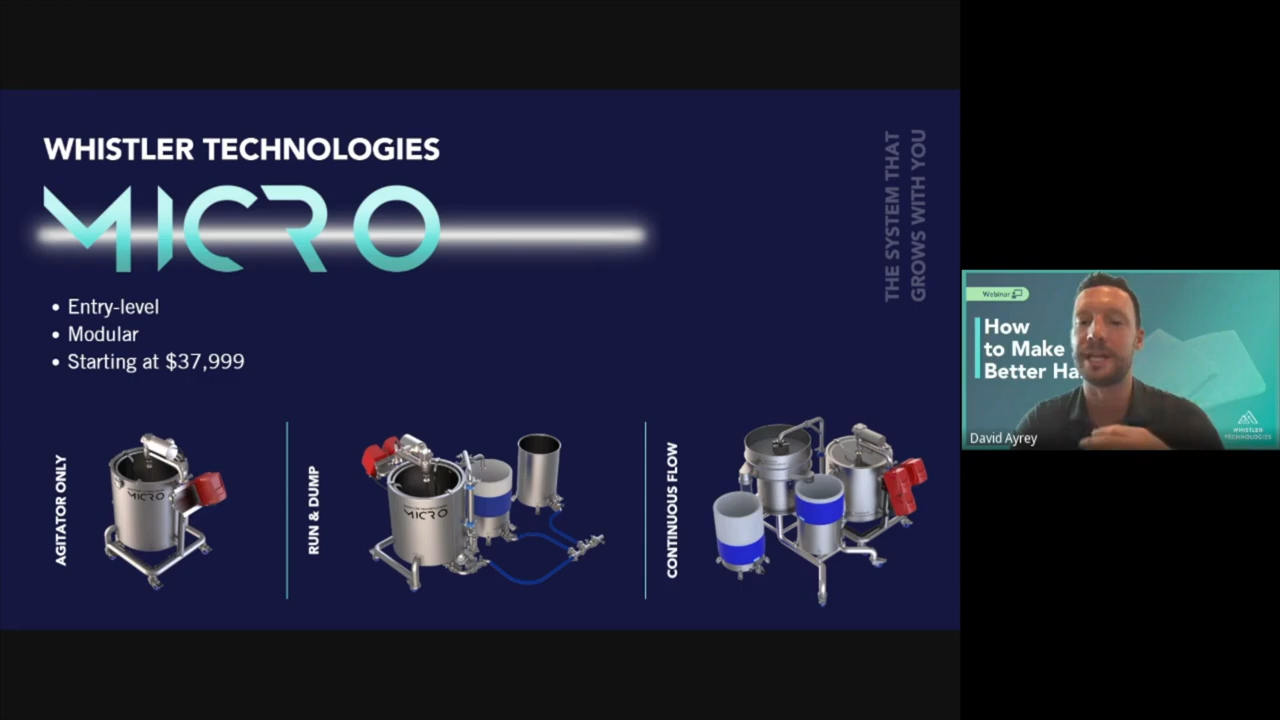 WHISTLER TECHNOLOGIES
MICRO
• Entry-level
• Modular
• Starting at $37,999
THE SYSTEM THAT
GROWS WITH YOU
AGITATOR ONLY
MICRO
RUN & DUMP
MICRO
CONTINUOUS FLOW
Webinar
How
to Make
Better Ha
David Ayrey
WHISTLER
TECHNOLOGIES